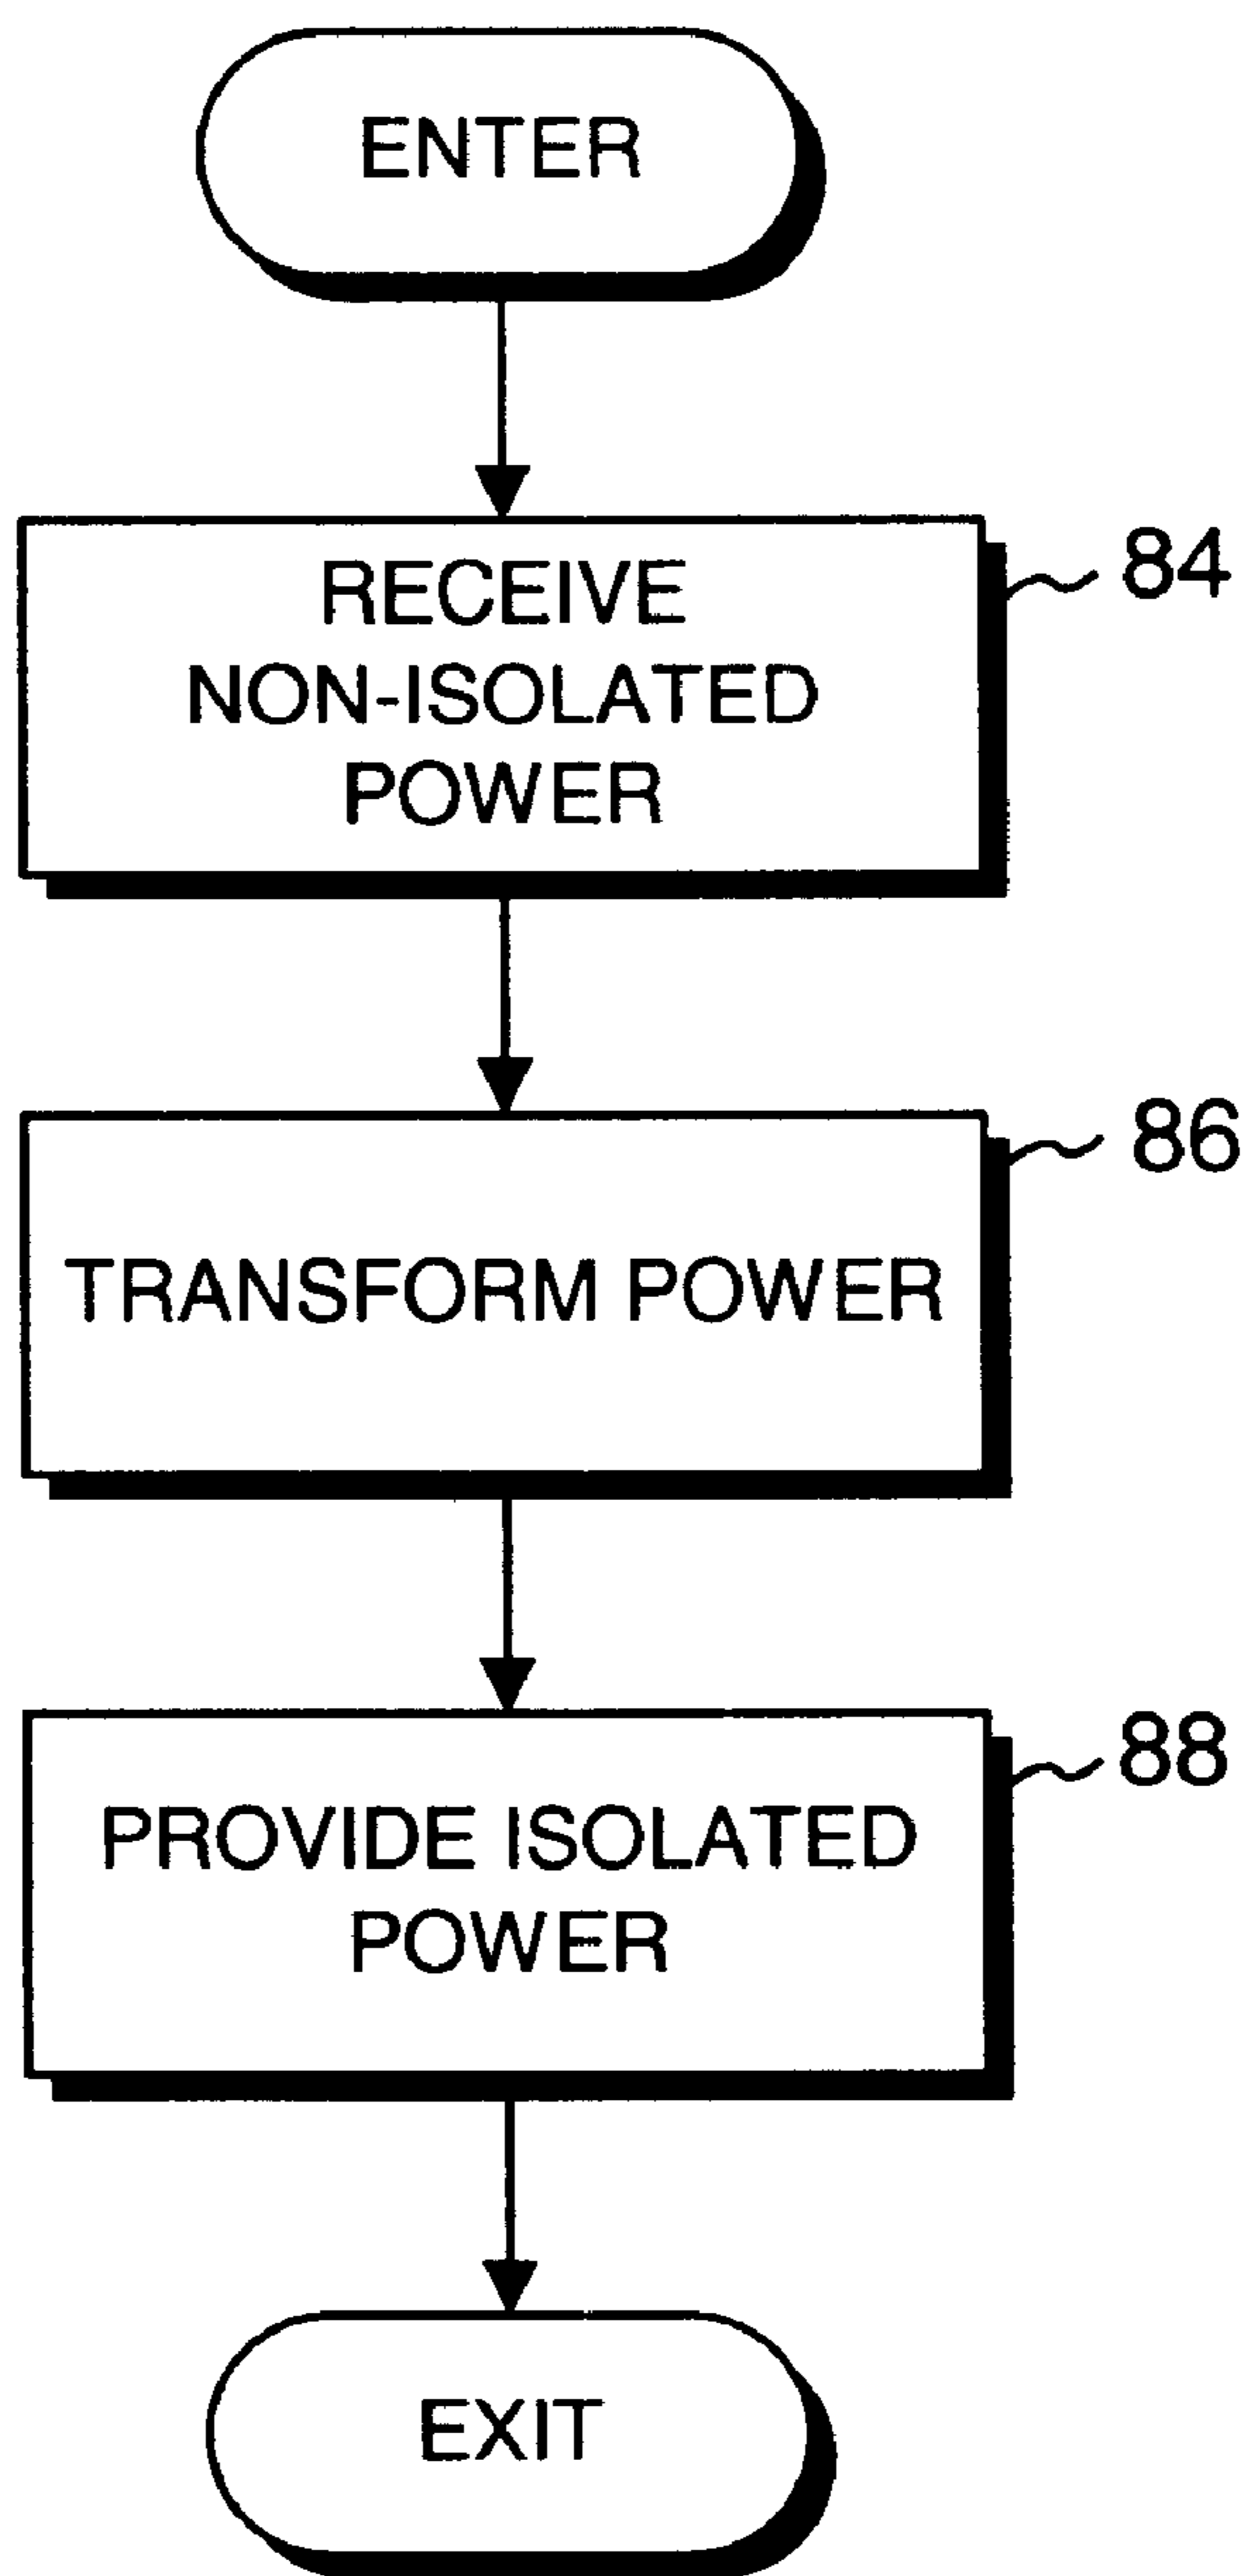 ENTER
RECEIVE
NON-ISOLATED
POWER
84
TRANSFORM POWER
86
PROVIDE ISOLATED
POWER
88
EXIT